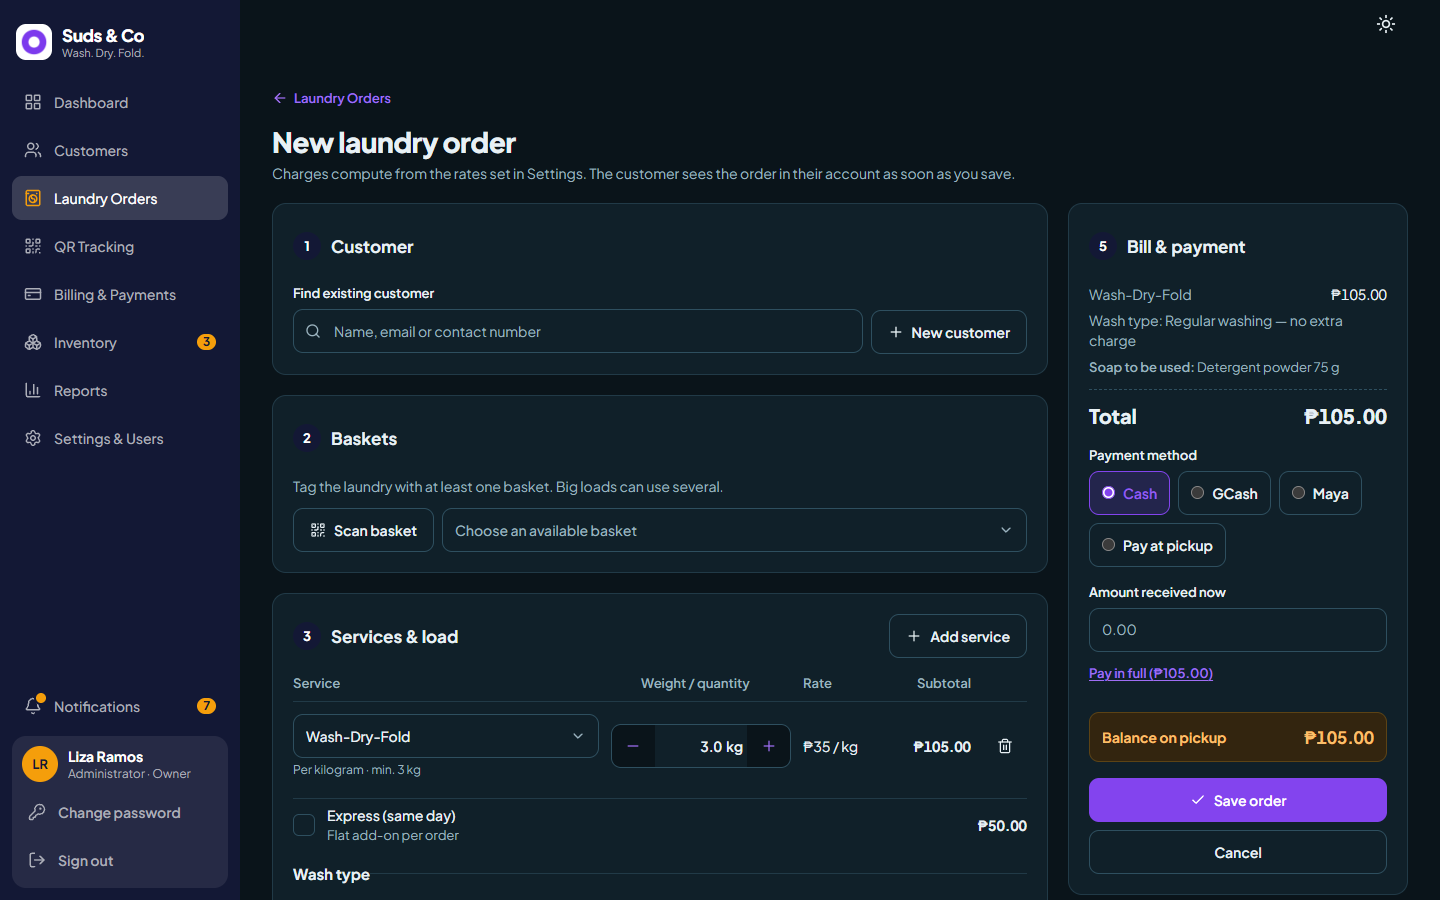 Suds & Co
Wash. Dry. Fold.
Dashboard
Customers
Laundry Orders
QR Tracking
Billing & Payments
Inventory
3
Reports
Settings & Users
Notifications
7
LR
Liza Ramos
Administrator · Owner
Change password
Sign out
Laundry Orders
New laundry order
Charges compute from the rates set in Settings. The customer sees the order in their account as soon as you save.
1
Customer
Find existing customer
Name, email or contact number
New customer
2
Baskets
Tag the laundry with at least one basket. Big loads can use several.
Scan basket
Choose an available basket
3
Services & load
Add service
Service
Weight / quantity
Rate
Subtotal
Wash-Dry-Fold
3.0 kg
₱35 / kg
₱105.00
Per kilogram · min. 3 kg
Express (same day)
Flat add-on per order
₱50.00
Wash type
5
Bill & payment
Wash-Dry-Fold
₱105.00
Wash type: Regular washing — no extra
charge
Soap to be used: Detergent powder 75 g
Total
₱105.00
Payment method
Cash
GCash
Maya
Pay at pickup
Amount received now
0.00
Pay in full (₱105.00)
Balance on pickup
₱105.00
Save order
Cancel